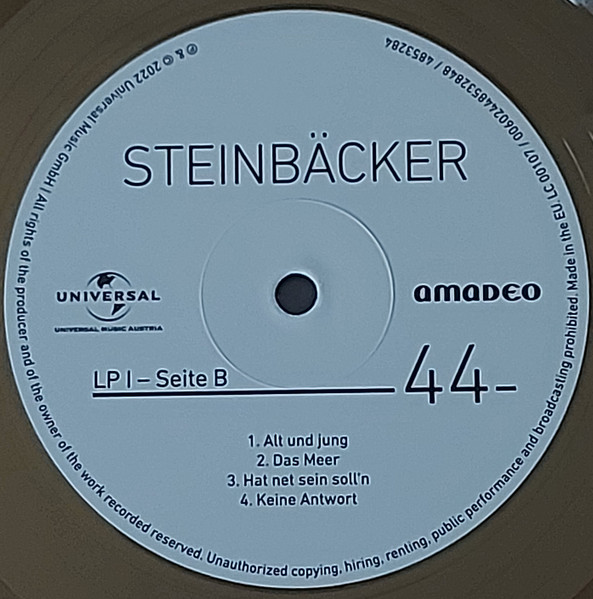 STEINBÄCKER
UNIVERSAL
UNIVERSAL MUSIC AUSTRIA
amadeo
LP I – Seite B
44–
1. Alt und jung
2. Das Meer
3. Hat net sein soll'n
4. Keine Antwort
℗ & © 2022 Universal Music GmbH | All rights of the producer and of the owner of the work recorded reserved. Unauthorized copying, hiring, renting, public performance and broadcasting prohibited. Made in the EU/ LC 00107 / 00602448532848 / 4853284